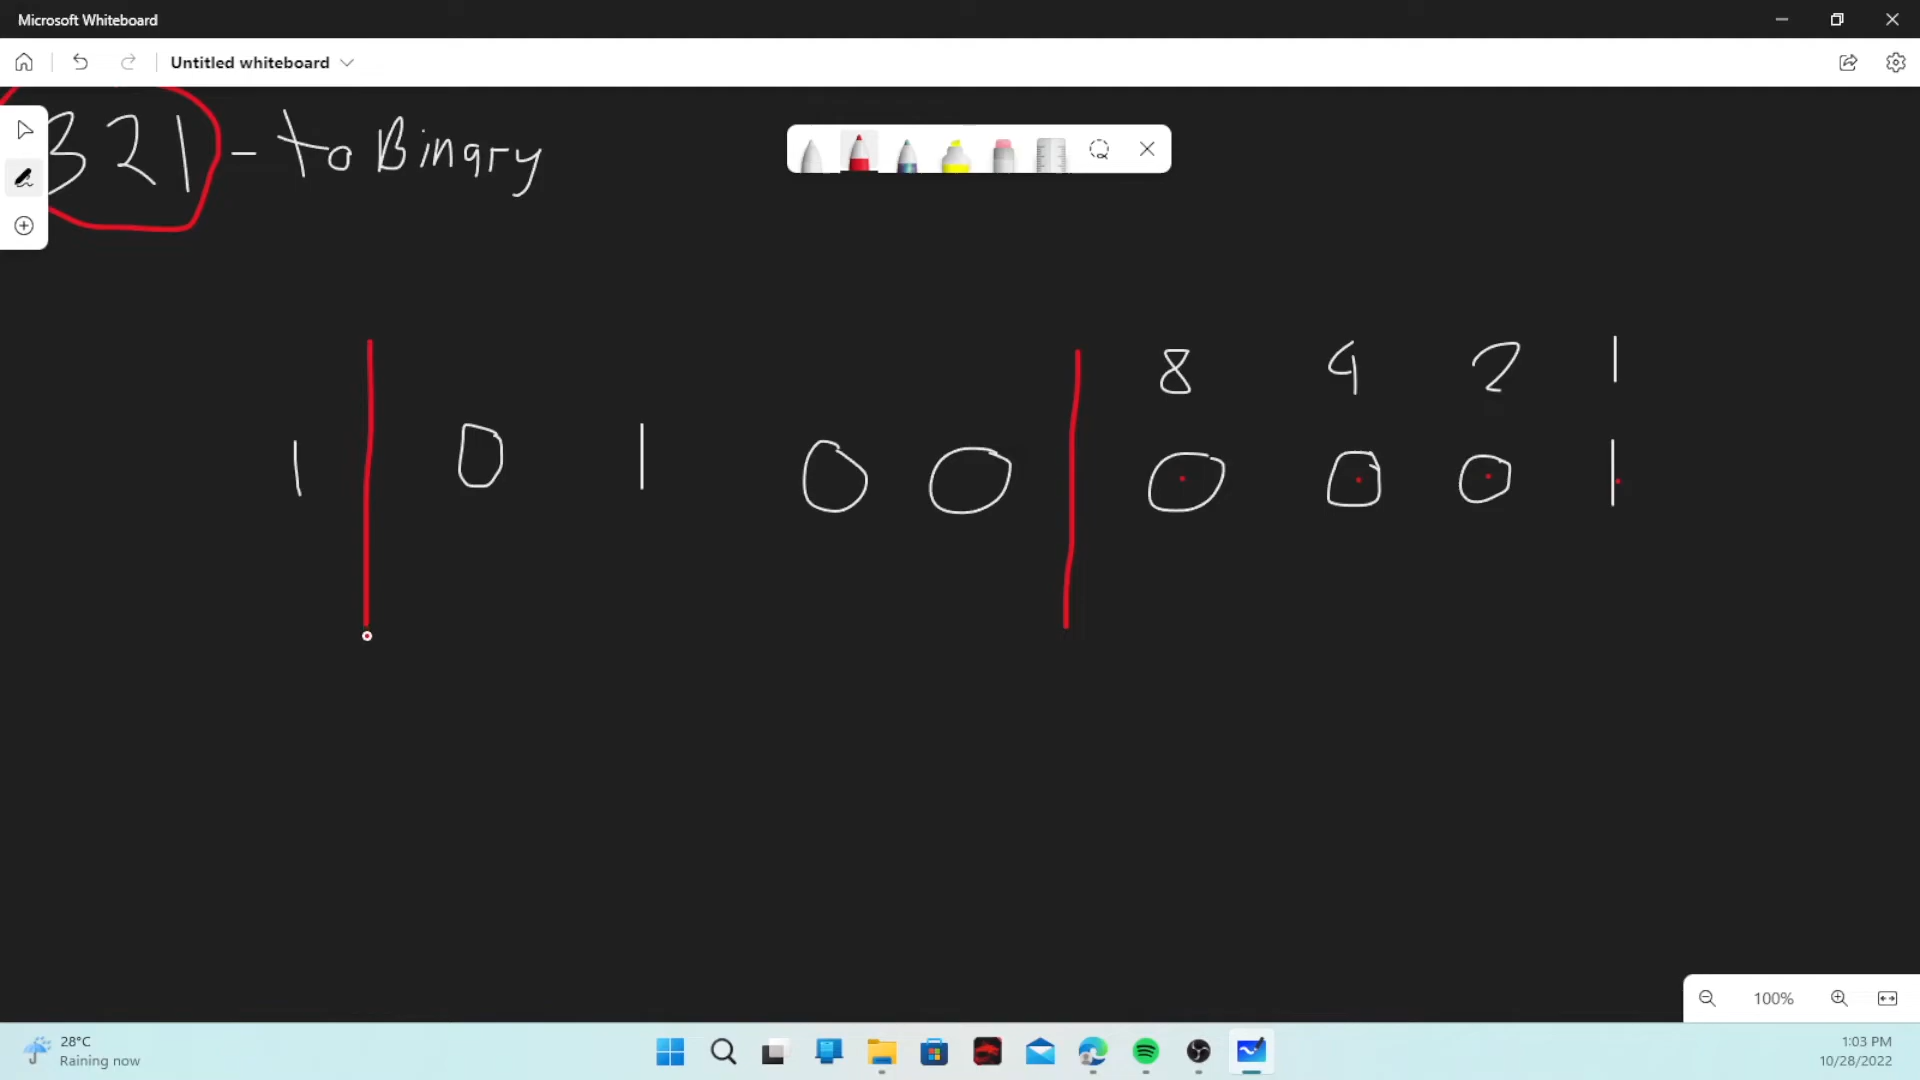 Microsoft Whiteboard
Untitled whiteboard
321 - to Binary
8 4 2 1
1 0 1 0 0 0 0 0 1
100%
28°C
Raining now
1:03 PM
10/28/2022